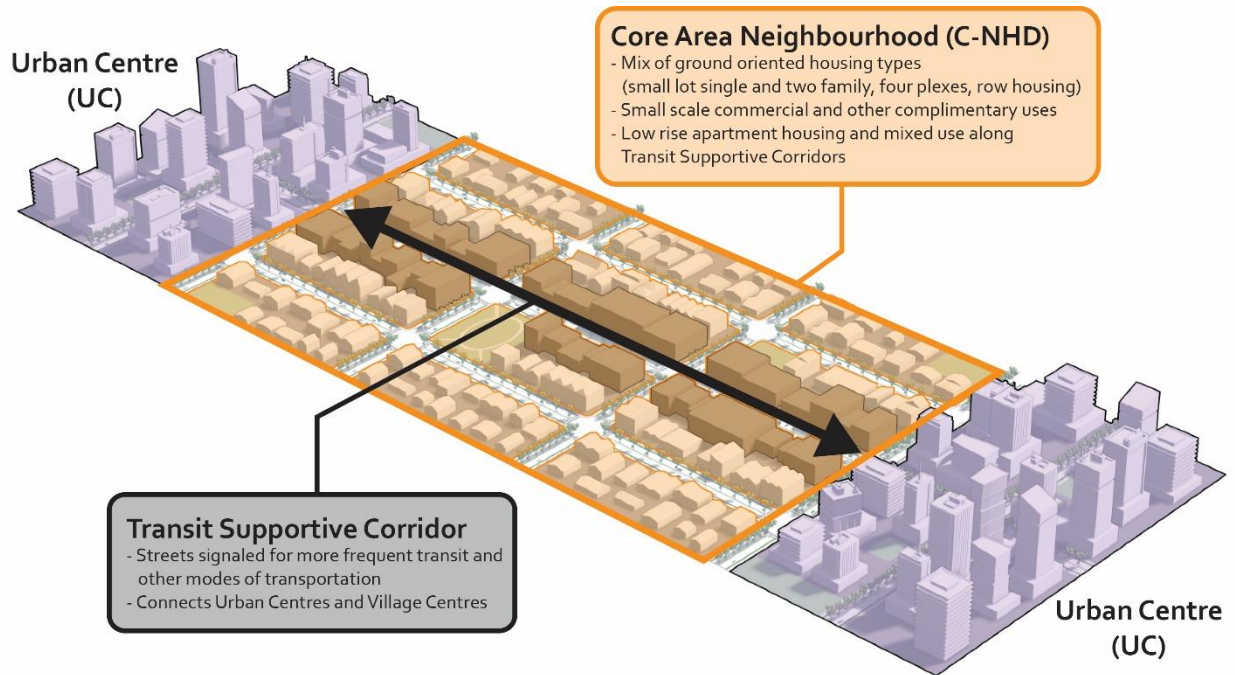 Urban Centre
(UC)
Core Area Neighbourhood (C-NHD)
- Mix of ground oriented housing types
(small lot single and two family, four plexes, row housing)
- Small scale commercial and other complimentary uses
- Low rise apartment housing and mixed use along
Transit Supportive Corridors
Transit Supportive Corridor
- Streets signaled for more frequent transit and
other modes of transportation
- Connects Urban Centres and Village Centres
Urban Centre
(UC)